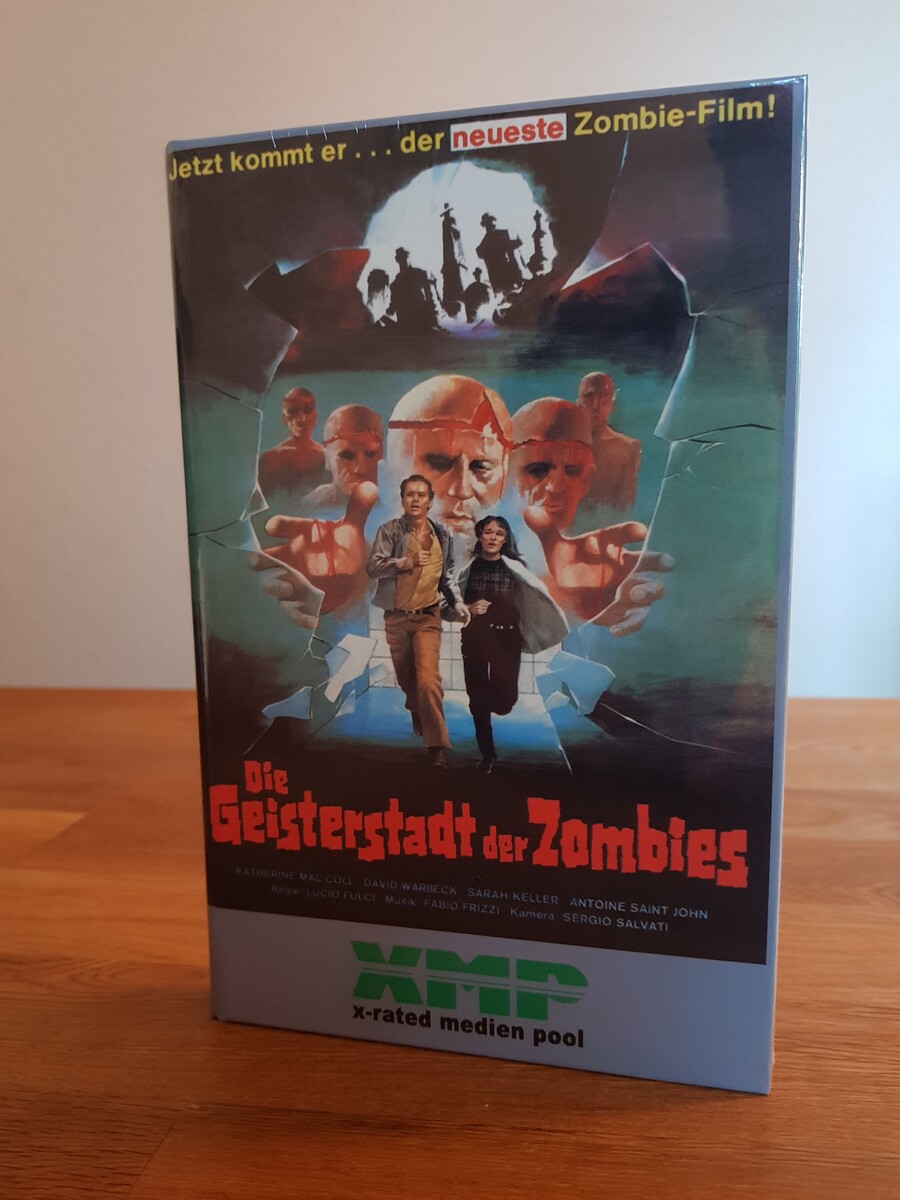 Jetzt kommt er . . . der neueste Zombie-Film!
Die
Geisterstadt der Zombies
KATHERINE MAC COLL DAVID WARBECK SARAH KELLER ANTOINE SAINT JOHN
Regie: LUCIO FULCI Musik: FABIO FRIZZI Kamera: SERGIO SALVATI
XMP
x-rated medien pool